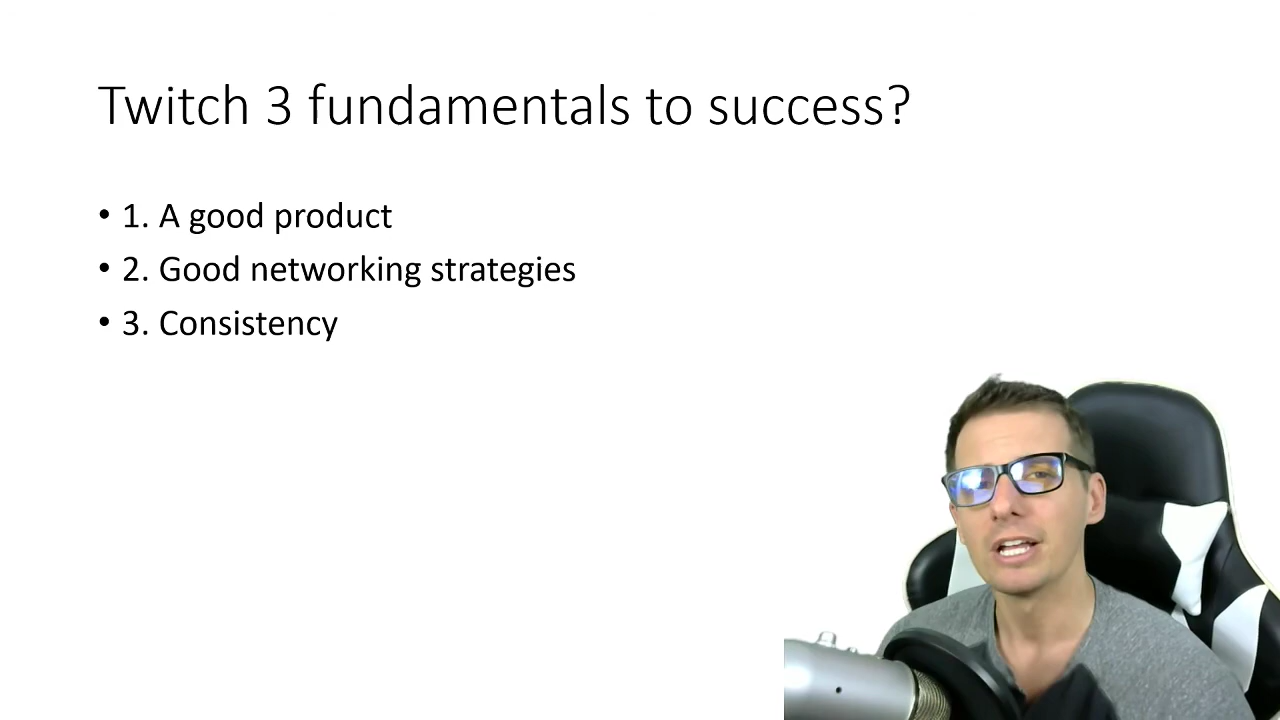 Twitch 3 fundamentals to success?
• 1. A good product
• 2. Good networking strategies
• 3. Consistency